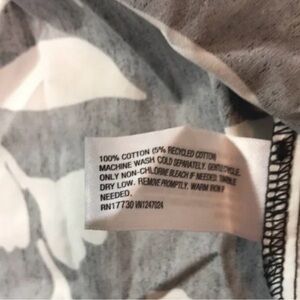 100% COTTON (5% RECYCLED COTTON)
MACHINE WASH COLD SEPARATELY. GENTLE CYCLE.
ONLY NON-CHLORINE BLEACH IF NEEDED. TUMBLE
DRY LOW. REMOVE PROMPTLY. WARM IRON IF
NEEDED.
RN17730 VN1247024